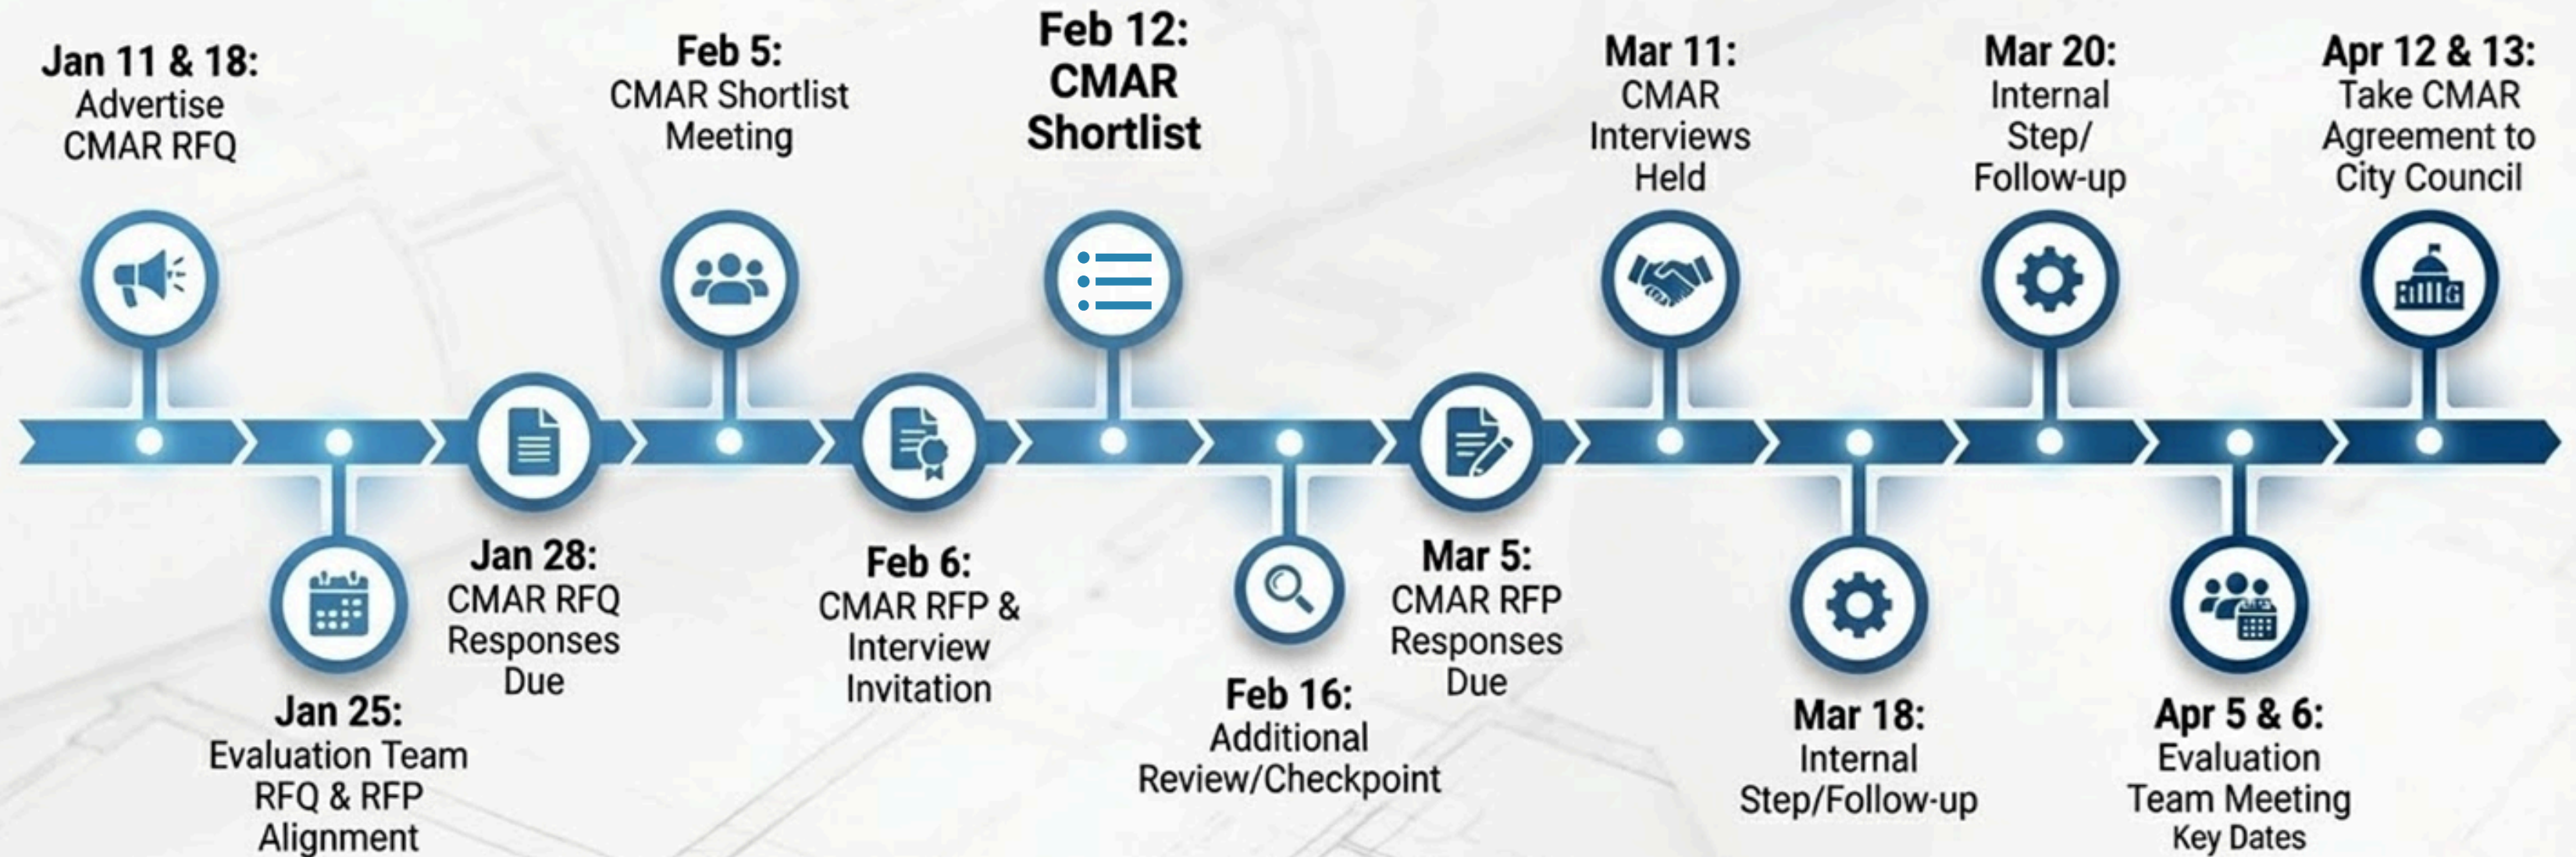 Jan 11 & 18:
Advertise
CMAR RFQ
Jan 25:
Evaluation Team
RFQ & RFP
Alignment
Jan 28:
CMAR RFQ
Responses
Due
Feb 5:
CMAR Shortlist
Meeting
Feb 6:
CMAR RFP &
Interview
Invitation
Feb 12:
CMAR
Shortlist
Feb 16:
Additional
Review/Checkpoint
Mar 5:
CMAR RFP
Responses
Due
Mar 11:
CMAR
Interviews
Held
Mar 18:
Internal
Step/Follow-up
Mar 20:
Internal
Step/
Follow-up
Apr 5 & 6:
Evaluation
Team Meeting
Key Dates
Apr 12 & 13:
Take CMAR
Agreement to
City Council